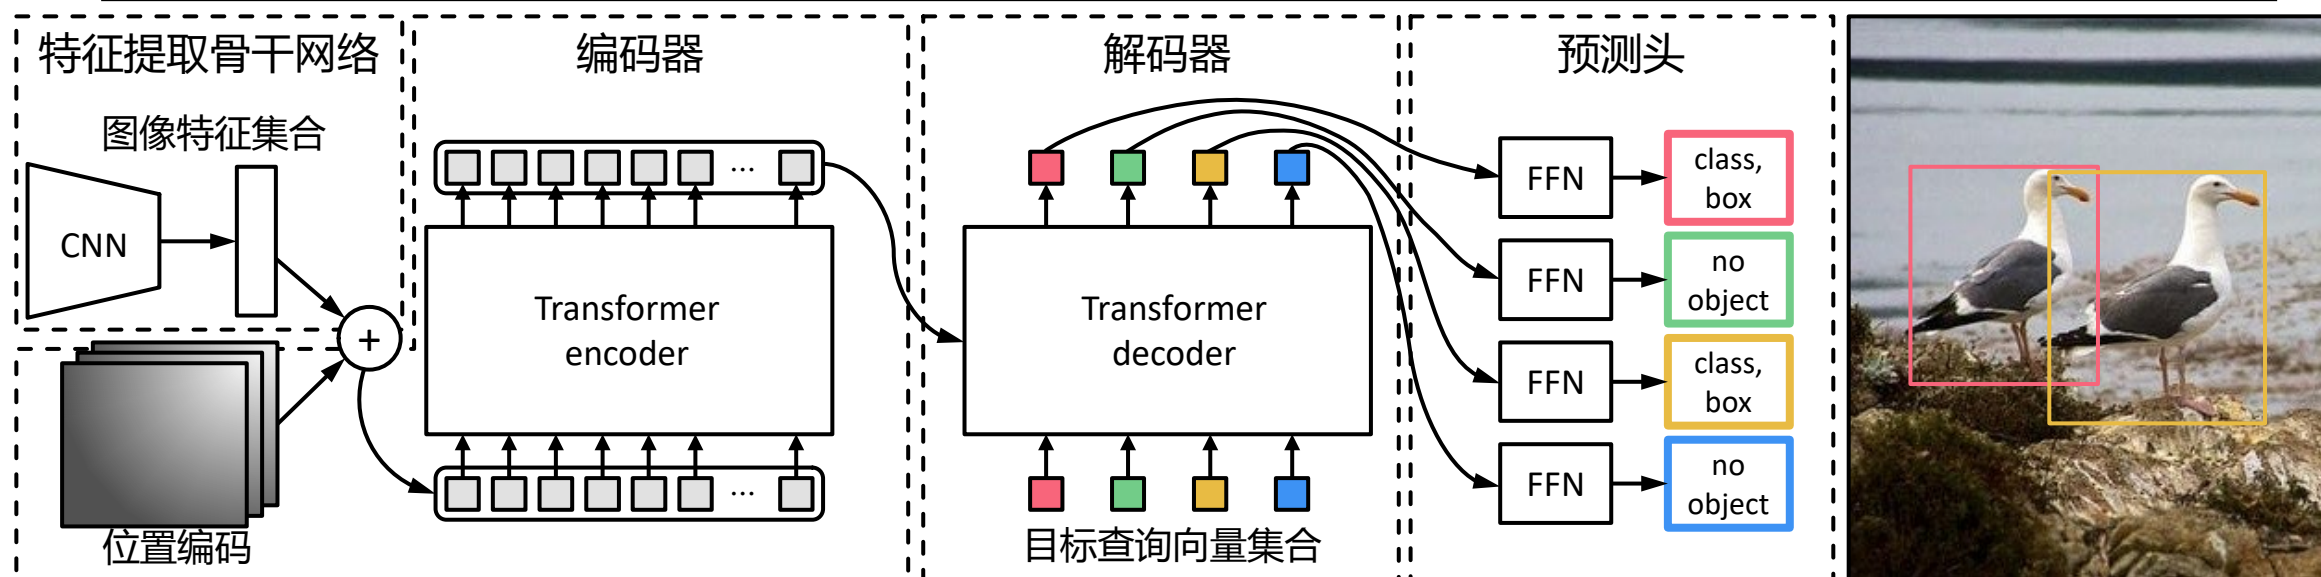 特征提取骨干网络
图像特征集合
CNN
+
位置编码
编码器
...
Transformer
encoder
...
解码器
Transformer
decoder
目标查询向量集合
预测头
FFN
class,
box
FFN
no
object
FFN
class,
box
FFN
no
object